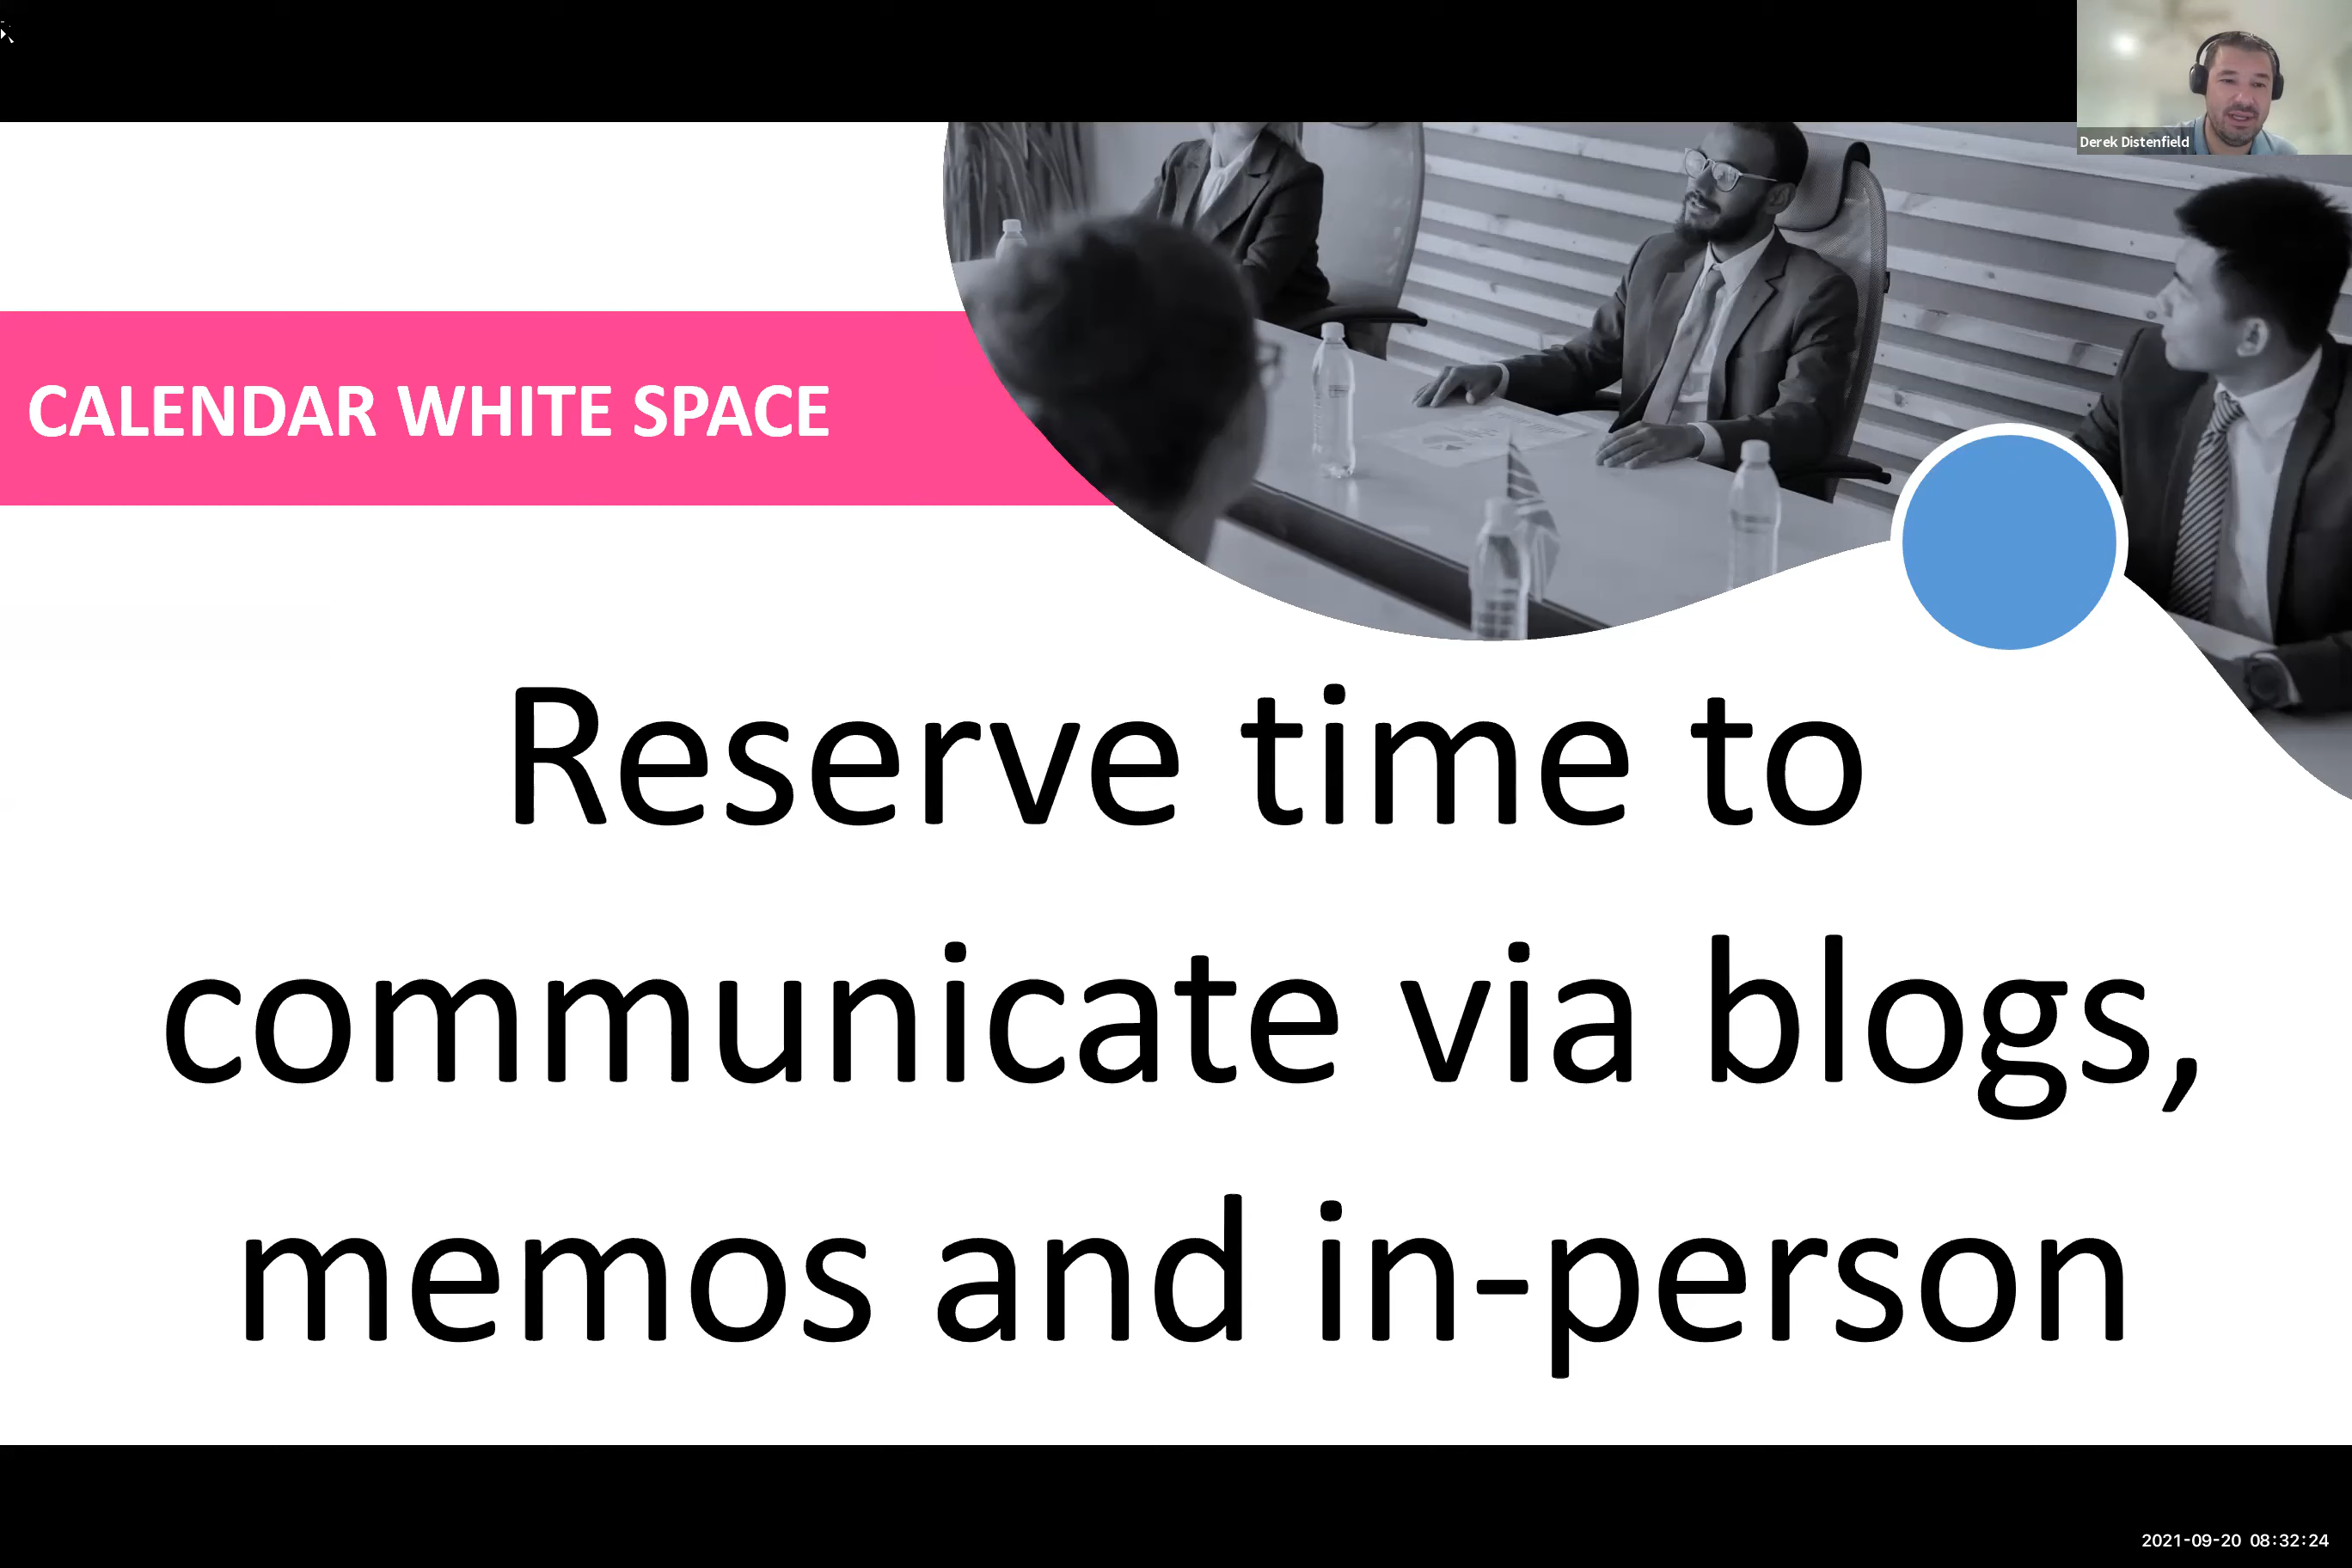 Derek Distenfield
CALENDAR WHITE SPACE
Reserve time to
communicate via blogs,
memos and in-person
2021-09-20 08:32:24